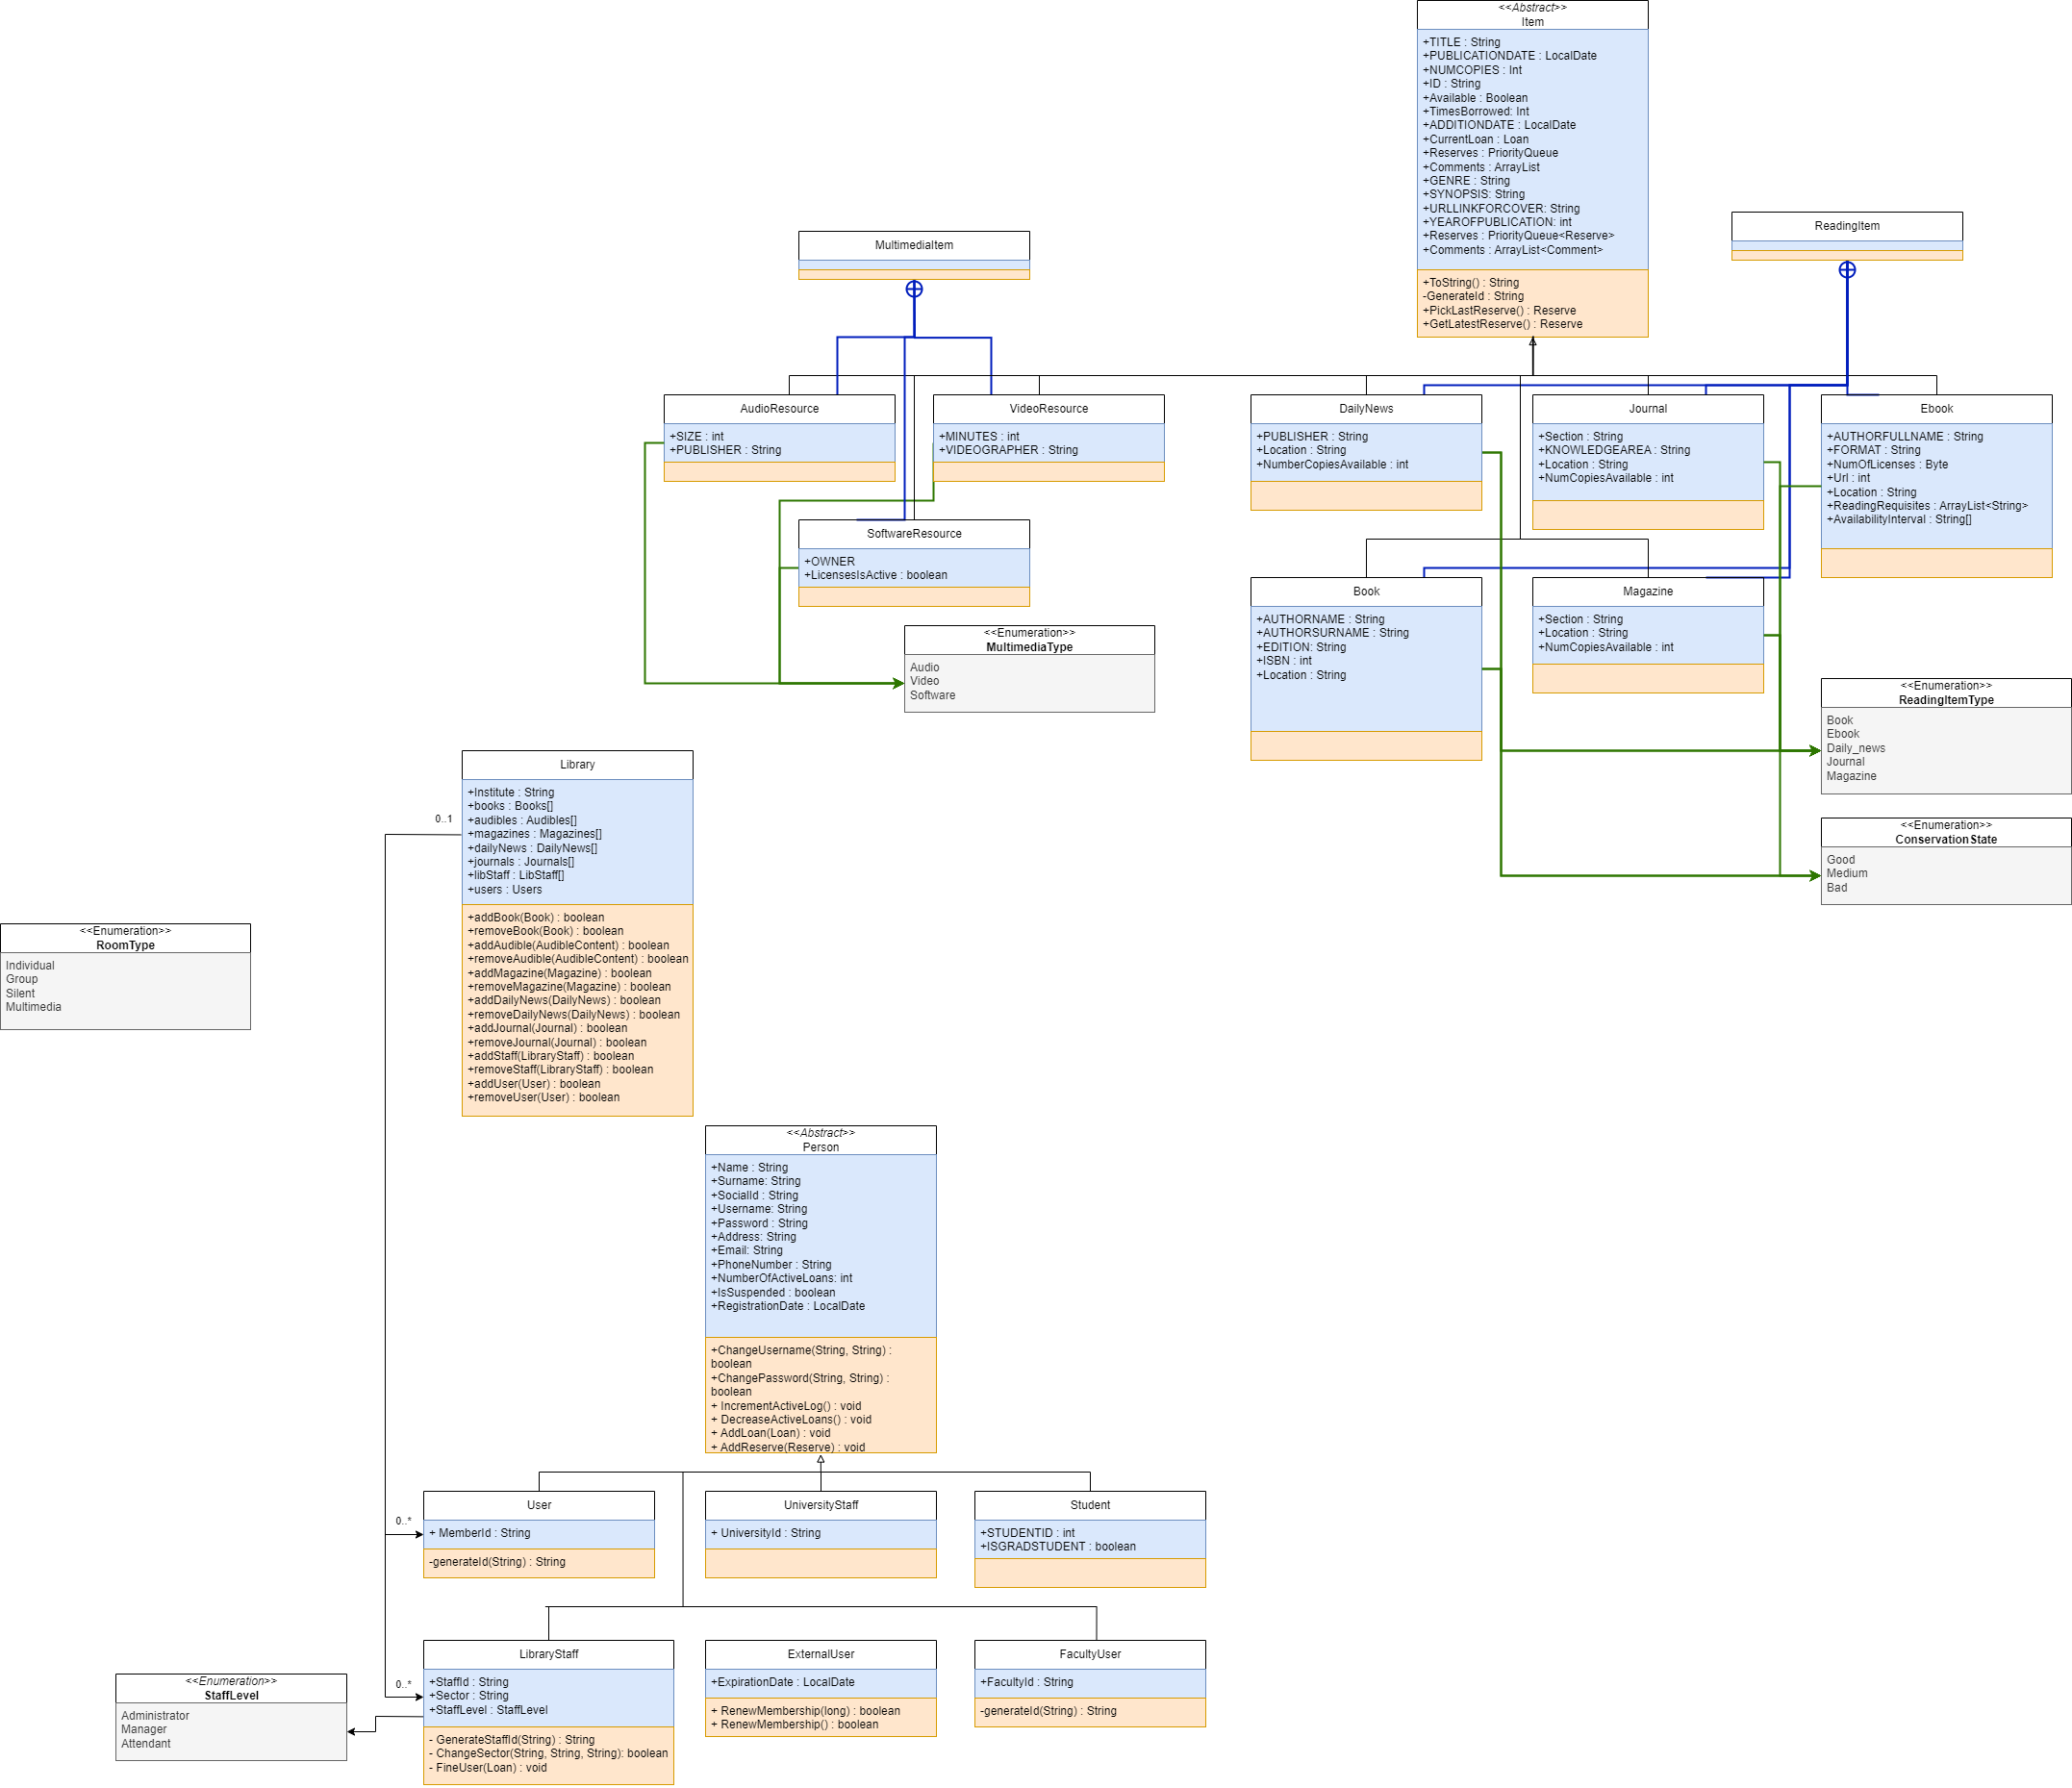 <<Abstract>>
Item
+TITLE : String
+PUBLICATIONDATE : LocalDate
+NUMCOPIES : Int
+ID : String
+Available : Boolean
+TimesBorrowed: Int
+ADDITIONDATE : LocalDate
+CurrentLoan : Loan
+Reserves : PriorityQueue
+Comments : ArrayList
+GENRE : String
+SYNOPSIS: String
+URLLINKFORCOVER: String
+YEAROFPUBLICATION: int
+Reserves : PriorityQueue<Reserve>
+Comments : ArrayList<Comment>
+ToString() : String
-GenerateId : String
+PickLastReserve() : Reserve
+GetLatestReserve() : Reserve
MultimediaItem
ReadingItem
AudioResource
+SIZE : int
+PUBLISHER : String
VideoResource
+MINUTES : int
+VIDEOGRAPHER : String
DailyNews
+PUBLISHER : String
+Location : String
+NumberCopiesAvailable : int
Journal
+Section : String
+KNOWLEDGEAREA : String
+Location : String
+NumCopiesAvailable : int
Ebook
+AUTHORFULLNAME : String
+FORMAT : String
+NumOfLicenses : Byte
+Url : int
+Location : String
+ReadingRequisites : ArrayList<String>
+AvailabilityInterval : String[]
SoftwareResource
+OWNER
+LicensesIsActive : boolean
Book
+AUTHORNAME : String
+AUTHORSURNAME : String
+EDITION: String
+ISBN : int
+Location : String
Magazine
+Section : String
+Location : String
+NumCopiesAvailable : int
<<Enumeration>>
MultimediaType
Audio
Video
Software
<<Enumeration>>
ReadingItemType
Book
Ebook
Daily_news
Journal
Magazine
<<Enumeration>>
ConservationState
Good
Medium
Bad
Library
+Institute : String
+books : Books[]
+audibles : Audibles[]
+magazines : Magazines[]
+dailyNews : DailyNews[]
+journals : Journals[]
+libStaff : LibStaff[]
+users : Users
+addBook(Book) : boolean
+removeBook(Book) : boolean
+addAudible(AudibleContent) : boolean
+removeAudible(AudibleContent) : boolean
+addMagazine(Magazine) : boolean
+removeMagazine(Magazine) : boolean
+addDailyNews(DailyNews) : boolean
+removeDailyNews(DailyNews) : boolean
+addJournal(Journal) : boolean
+removeJournal(Journal) : boolean
+addStaff(LibraryStaff) : boolean
+removeStaff(LibraryStaff) : boolean
+addUser(User) : boolean
+removeUser(User) : boolean
0..1
<<Enumeration>>
RoomType
Individual
Group
Silent
Multimedia
<<Abstract>>
Person
+Name : String
+Surname: String
+SocialId : String
+Username: String
+Password : String
+Address: String
+Email: String
+PhoneNumber : String
+NumberOfActiveLoans: int
+IsSuspended : boolean
+RegistrationDate : LocalDate
+ChangeUsername(String, String) :
boolean
+ChangePassword(String, String) :
boolean
+ IncrementActiveLog() : void
+ DecreaseActiveLoans() : void
+ AddLoan(Loan) : void
+ AddReserve(Reserve) : void
0..*
User
+ MemberId : String
-generateId(String) : String
UniversityStaff
+ UniversityId : String
Student
+STUDENTID : int
+ISGRADSTUDENT : boolean
0..*
LibraryStaff
+StaffId : String
+Sector : String
+StaffLevel : StaffLevel
- GenerateStaffId(String) : String
- ChangeSector(String, String, String): boolean
- FineUser(Loan) : void
ExternalUser
+ExpirationDate : LocalDate
+ RenewMembership(long) : boolean
+ RenewMembership() : boolean
FacultyUser
+FacultyId : String
-generateId(String) : String
<<Enumeration>>
StaffLevel
Administrator
Manager
Attendant